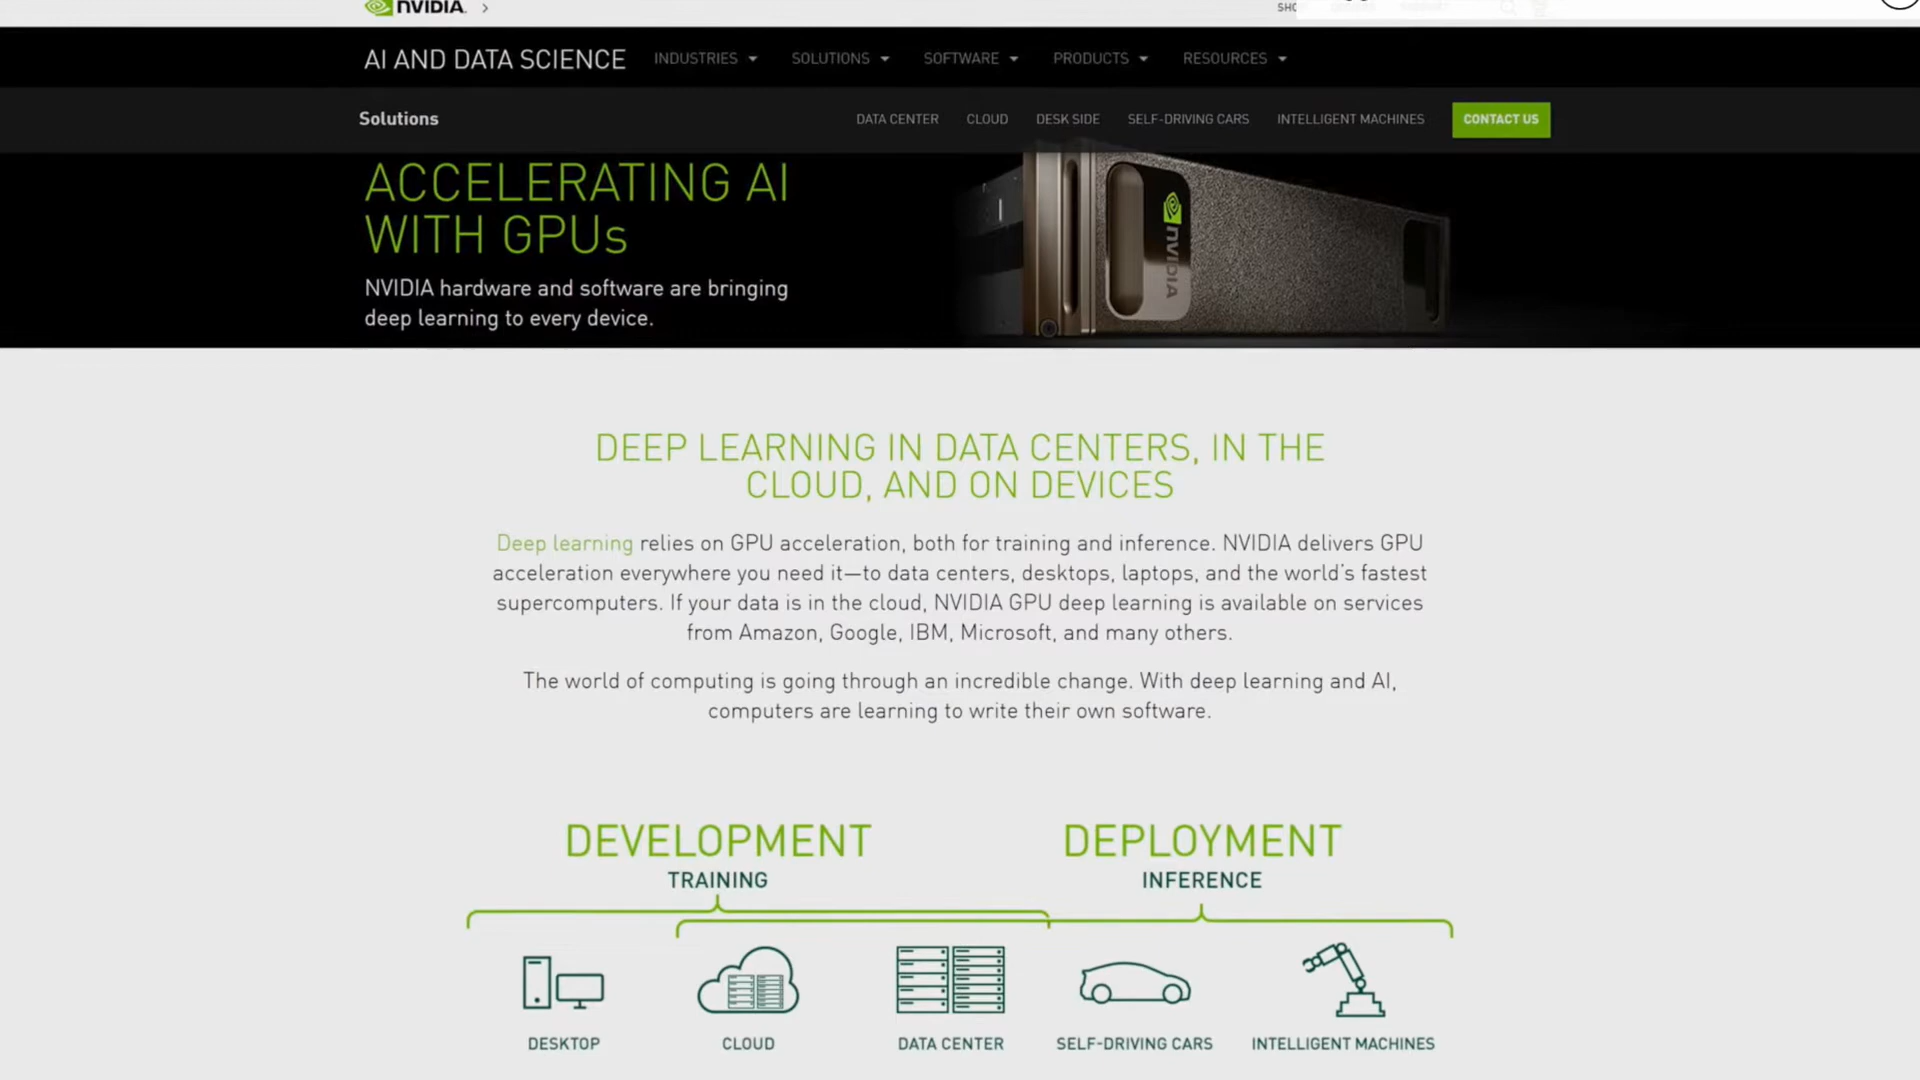 nVIDIA.
AI AND DATA SCIENCE INDUSTRIES SOLUTIONS SOFTWARE PRODUCTS RESOURCES
Solutions DATA CENTER CLOUD DESK SIDE SELF-DRIVING CARS INTELLIGENT MACHINES CONTACT US
ACCELERATING AI
WITH GPUs
NVIDIA hardware and software are bringing
deep learning to every device.
nVIDIA
DEEP LEARNING IN DATA CENTERS, IN THE
CLOUD, AND ON DEVICES
Deep learning relies on GPU acceleration, both for training and inference. NVIDIA delivers GPU
acceleration everywhere you need it—to data centers, desktops, laptops, and the world's fastest
supercomputers. If your data is in the cloud, NVIDIA GPU deep learning is available on services
from Amazon, Google, IBM, Microsoft, and many others.
The world of computing is going through an incredible change. With deep learning and AI,
computers are learning to write their own software.
DEVELOPMENT DEPLOYMENT
TRAINING INFERENCE
DESKTOP CLOUD DATA CENTER SELF-DRIVING CARS INTELLIGENT MACHINES